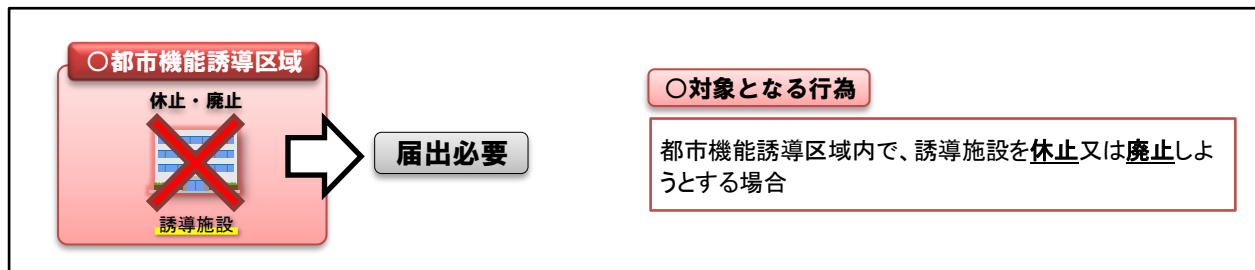 ○都市機能誘導区域
休止・廃止
誘導施設
届出必要
○対象となる行為
都市機能誘導区域内で、誘導施設を休止又は廃止しよ
うとする場合